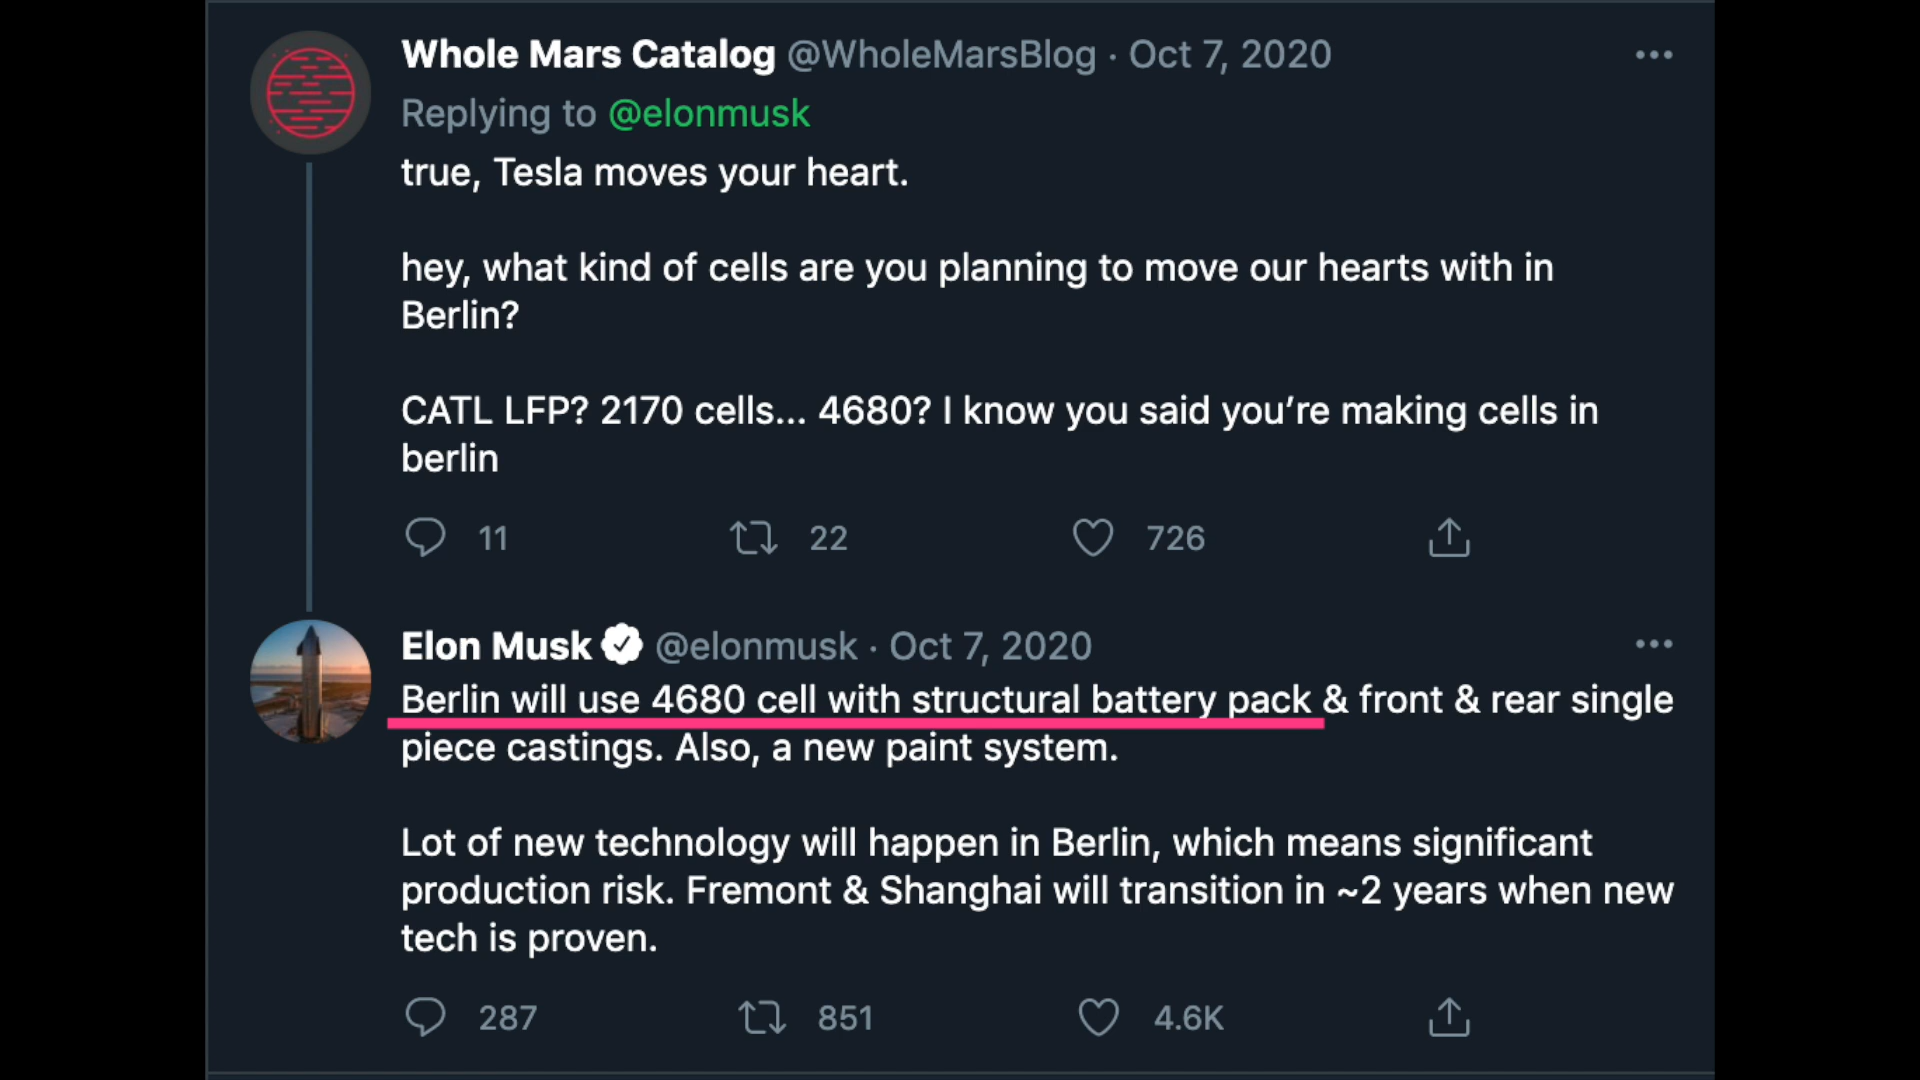 Whole Mars Catalog @WholeMarsBlog · Oct 7, 2020
Replying to @elonmusk
true, Tesla moves your heart.
hey, what kind of cells are you planning to move our hearts with in
Berlin?
CATL LFP? 2170 cells... 4680? I know you said you’re making cells in
berlin
11 22 726
Elon Musk @elonmusk · Oct 7, 2020
Berlin will use 4680 cell with structural battery pack & front & rear single
piece castings. Also, a new paint system.
Lot of new technology will happen in Berlin, which means significant
production risk. Fremont & Shanghai will transition in ~2 years when new
tech is proven.
287 851 4.6K